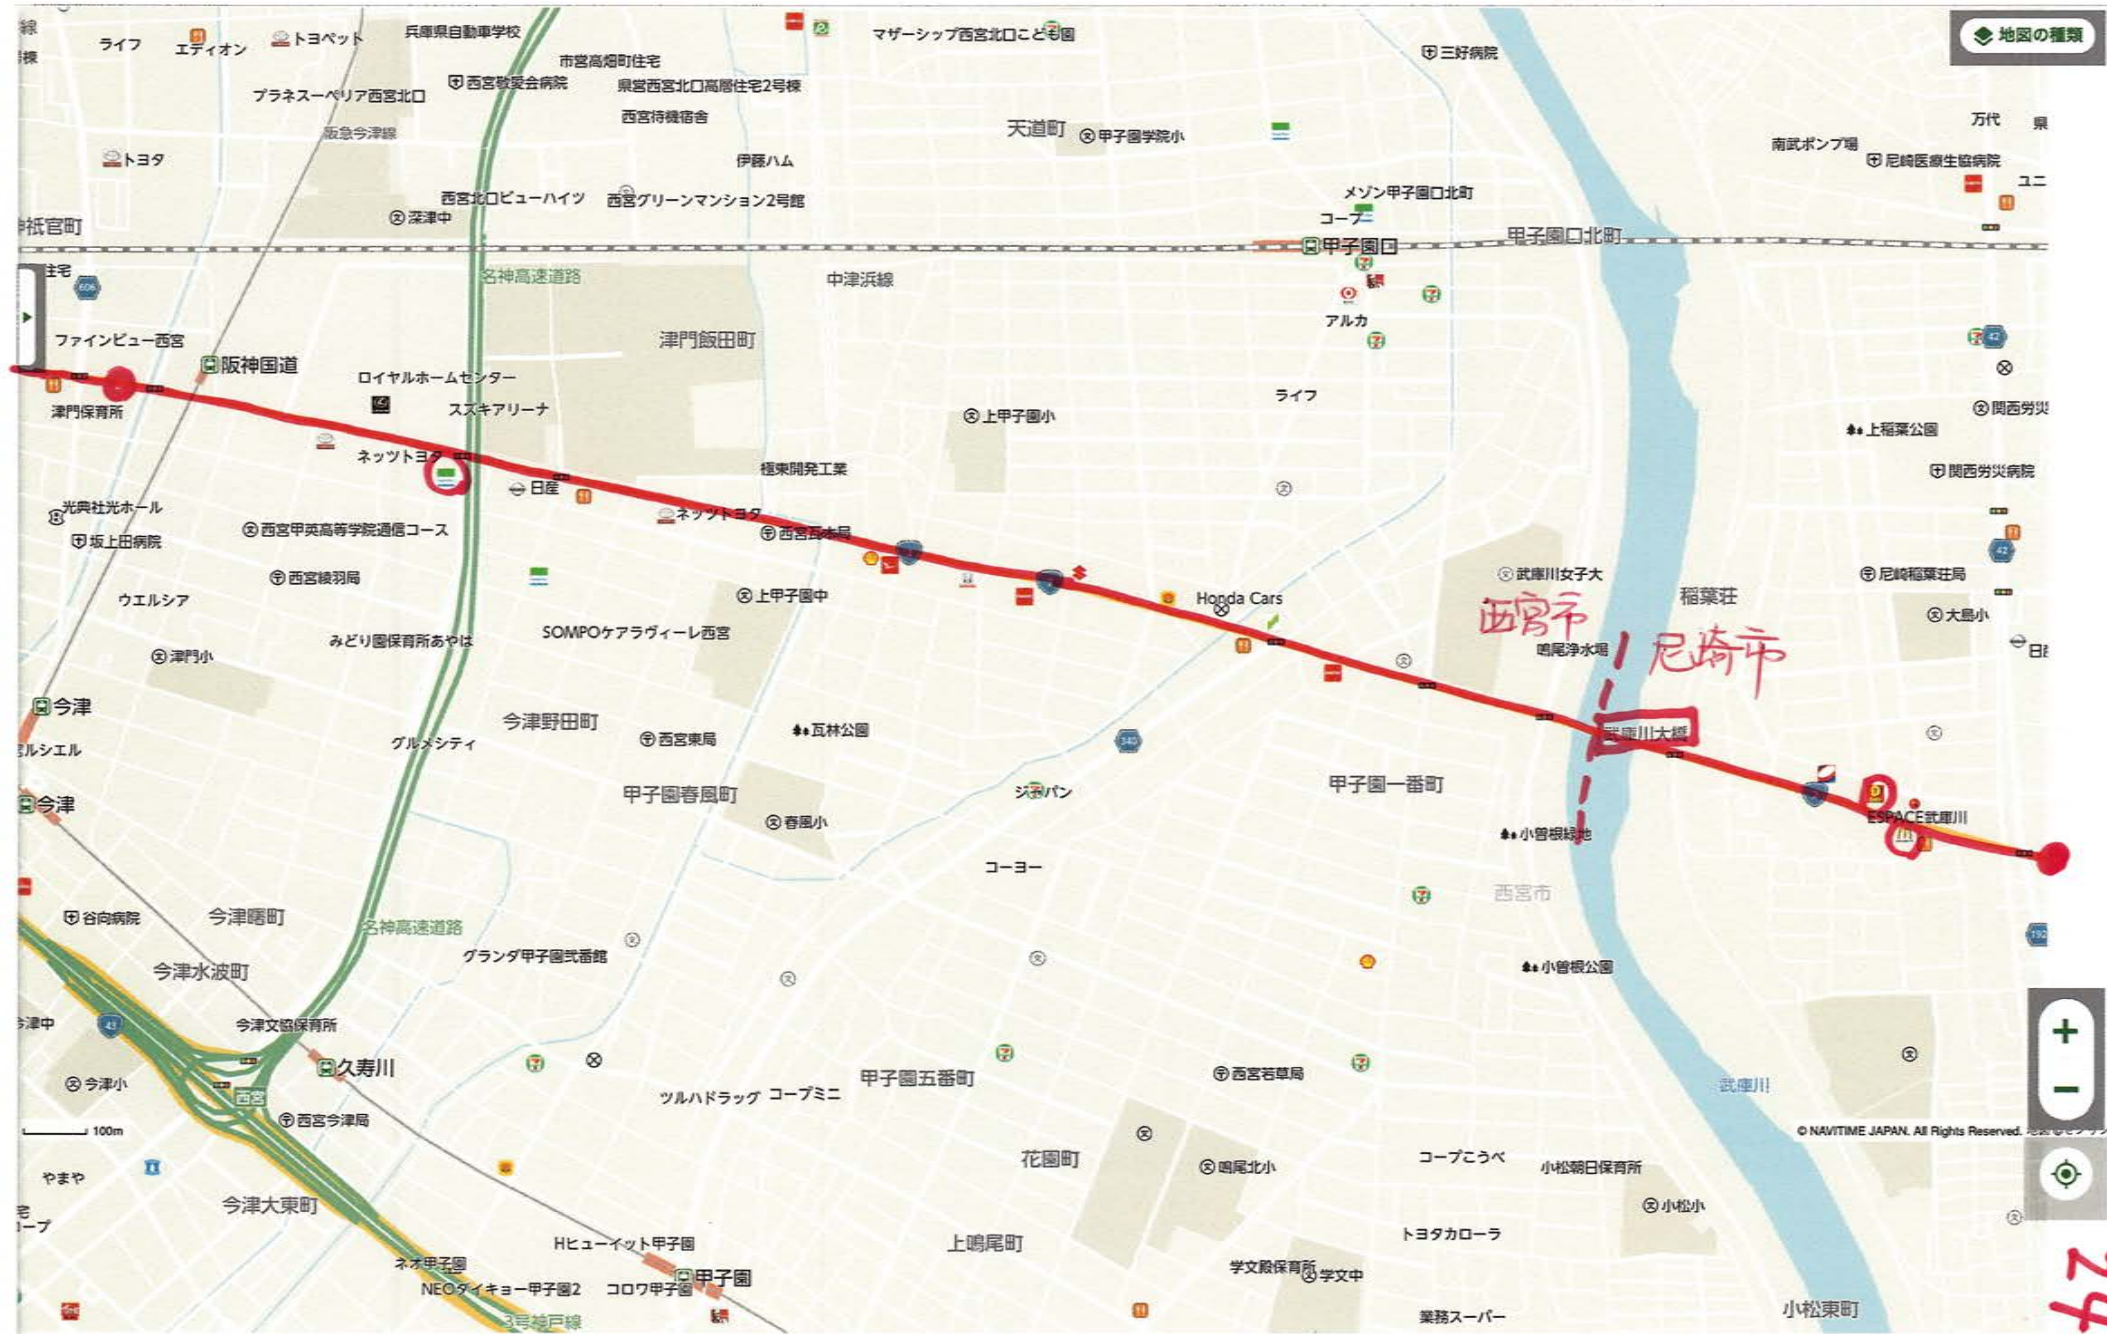 地図の種類
ライフ
エディオン
トヨペット
兵庫県自動車学校
市営高畑町住宅
マザーシップ西宮北口こども園
三好病院
西宮敬愛会病院
県営西宮北口高層住宅2号棟
プラネスーペリア西宮北口
西宮待機宿舎
阪急今津線
天道町
甲子園学院小
万代
県
南武ポンプ場
尼崎医療生協病院
トヨタ
伊藤ハム
ユニ
西宮北口ビューハイツ
西宮グリーンマンション2号館
メゾン甲子園口北町
深津中
コープ
祇官町
甲子園口
甲子園口北町
住宅
606
名神高速道路
中津浜線
ファインビュー西宮
津門飯田町
アルカ
42
阪神国道
ロイヤルホームセンター
ライフ
津門保育所
スズキアリーナ
上甲子園小
関西労災
上稲葉公園
ネッツトヨタ
極東開発工業
関西労災病院
日産
光典社光ホール
西宮甲英高等学院通信コース
ネッツトヨタ
西宮瓦木局
坂上田病院
42
西宮綾羽局
武庫川女子大
尼崎稲葉荘局
ウエルシア
上甲子園中
Honda Cars
稲葉荘
大島小
西宮市
尼崎市
みどり園保育所あやは
SOMPOケアラヴィーレ西宮
鳴尾浄水場
津門小
今津
今津野田町
西宮東局
瓦林公園
340
武庫川大橋
ルシエル
グルメシティ
甲子園春風町
甲子園一番町
今津
春風小
ESPACE武庫川
小曽根緑地
コーヨー
西宮市
谷向病院
今津曙町
名神高速道路
192
グランダ甲子園弐番館
今津水波町
小曽根公園
今津中
43
今津文協保育所
久寿川
今津小
西宮
甲子園五番町
西宮若草局
武庫川
ツルハドラッグ
コープミニ
西宮今津局
100m
© NAVITIME JAPAN. All Rights Reserved.
花園町
鳴尾北小
コープこうべ
小松朝日保育所
やまや
今津大東町
小松小
トヨタカローラ
Hヒューイット甲子園
上鳴尾町
ネオ甲子園
甲子園
学文殿保育所
学文中
NEOダイキョー甲子園2
コロワ甲子園
3号神戸線
業務スーパー
小松東町
24